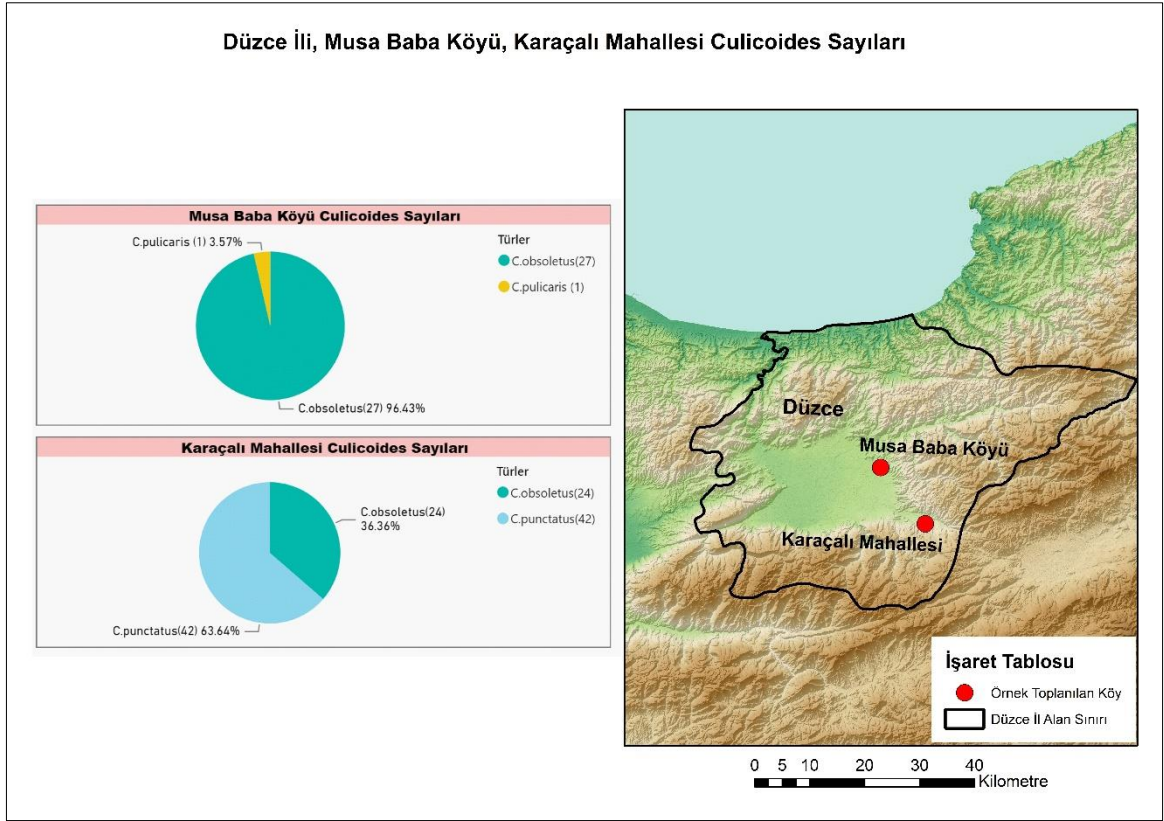 Düzce İli, Musa Baba Köyü, Karaçalı Mahallesi Culicoides Sayıları
Musa Baba Köyü Culicoides Sayıları
C.pulicaris (1) 3.57%
C.obsoletus(27) 96.43%
Türler
C.obsoletus(27)
C.pulicaris (1)
Karaçalı Mahallesi Culicoides Sayıları
C.obsoletus(24)
36.36%
C.punctatus(42) 63.64%
Türler
C.obsoletus(24)
C.punctatus(42)
Düzce
Musa Baba Köyü
Karaçalı Mahallesi
İşaret Tablosu
Örnek Toplanılan Köy
Düzce İl Alan Sınırı
0 5 10 20 30 40
Kilometre